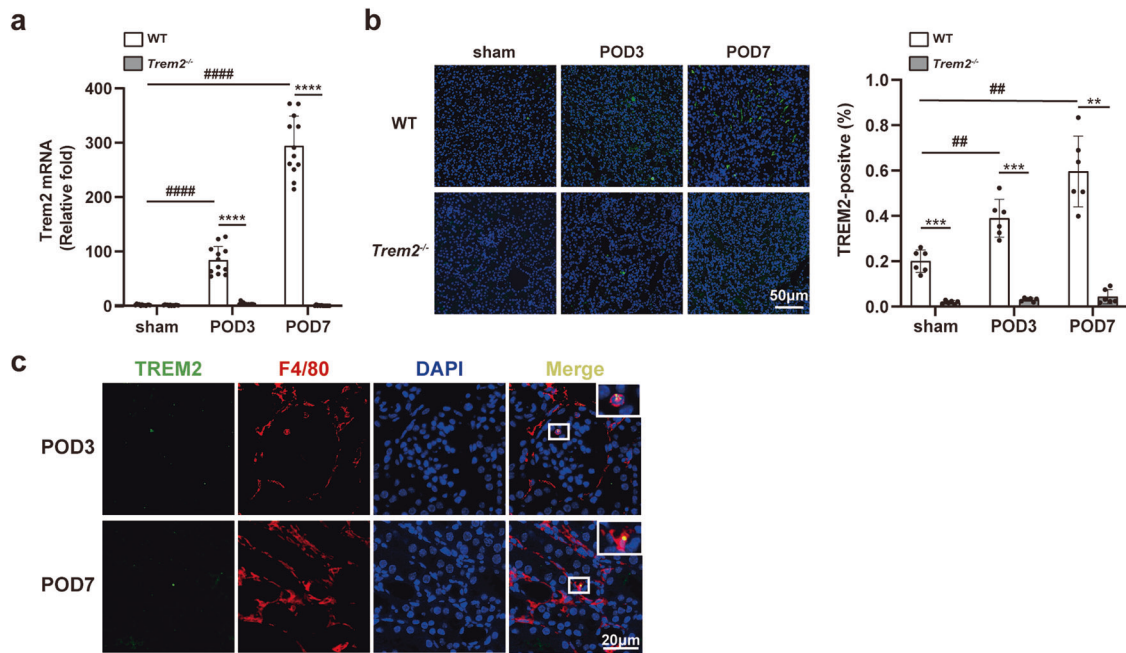 a
WT
Trem2-/-
####
****
####
****
Trem2 mRNA
(Relative fold)
400
300
200
100
0
sham
POD3
POD7
b
sham
POD3
POD7
WT
Trem2-/-
50μm
WT
Trem2-/-
##
**
##
***
***
TREM2-positve (%)
1.0
0.8
0.6
0.4
0.2
0.0
sham
POD3
POD7
c
TREM2
F4/80
DAPI
Merge
POD3
POD7
20μm